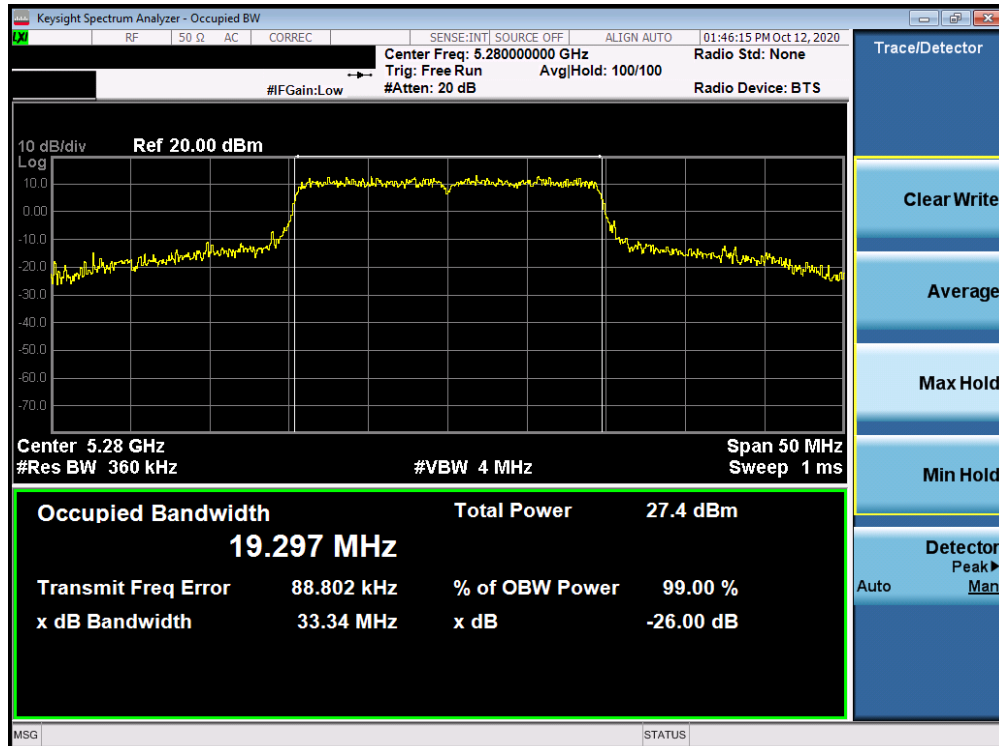 Keysight Spectrum Analyzer - Occupied BW
LXI RF 50 Ω AC CORREC SENSE:INT SOURCE OFF ALIGN AUTO 01:46:15 PM Oct 12, 2020
Center Freq: 5.280000000 GHz Radio Std: None
Trig: Free Run Avg|Hold: 100/100
#IFGain:Low #Atten: 20 dB Radio Device: BTS
Trace/Detector
10 dB/div Ref 20.00 dBm
Log
10.0
0.00
-10.0
-20.0
-30.0
-40.0
-50.0
-60.0
-70.0
Center 5.28 GHz Span 50 MHz
#Res BW 360 kHz #VBW 4 MHz Sweep 1 ms
Clear Write
Average
Max Hold
Min Hold
Detector
Peak▶
Auto Man
Occupied Bandwidth Total Power 27.4 dBm
19.297 MHz
Transmit Freq Error 88.802 kHz % of OBW Power 99.00 %
x dB Bandwidth 33.34 MHz x dB -26.00 dB
MSG STATUS